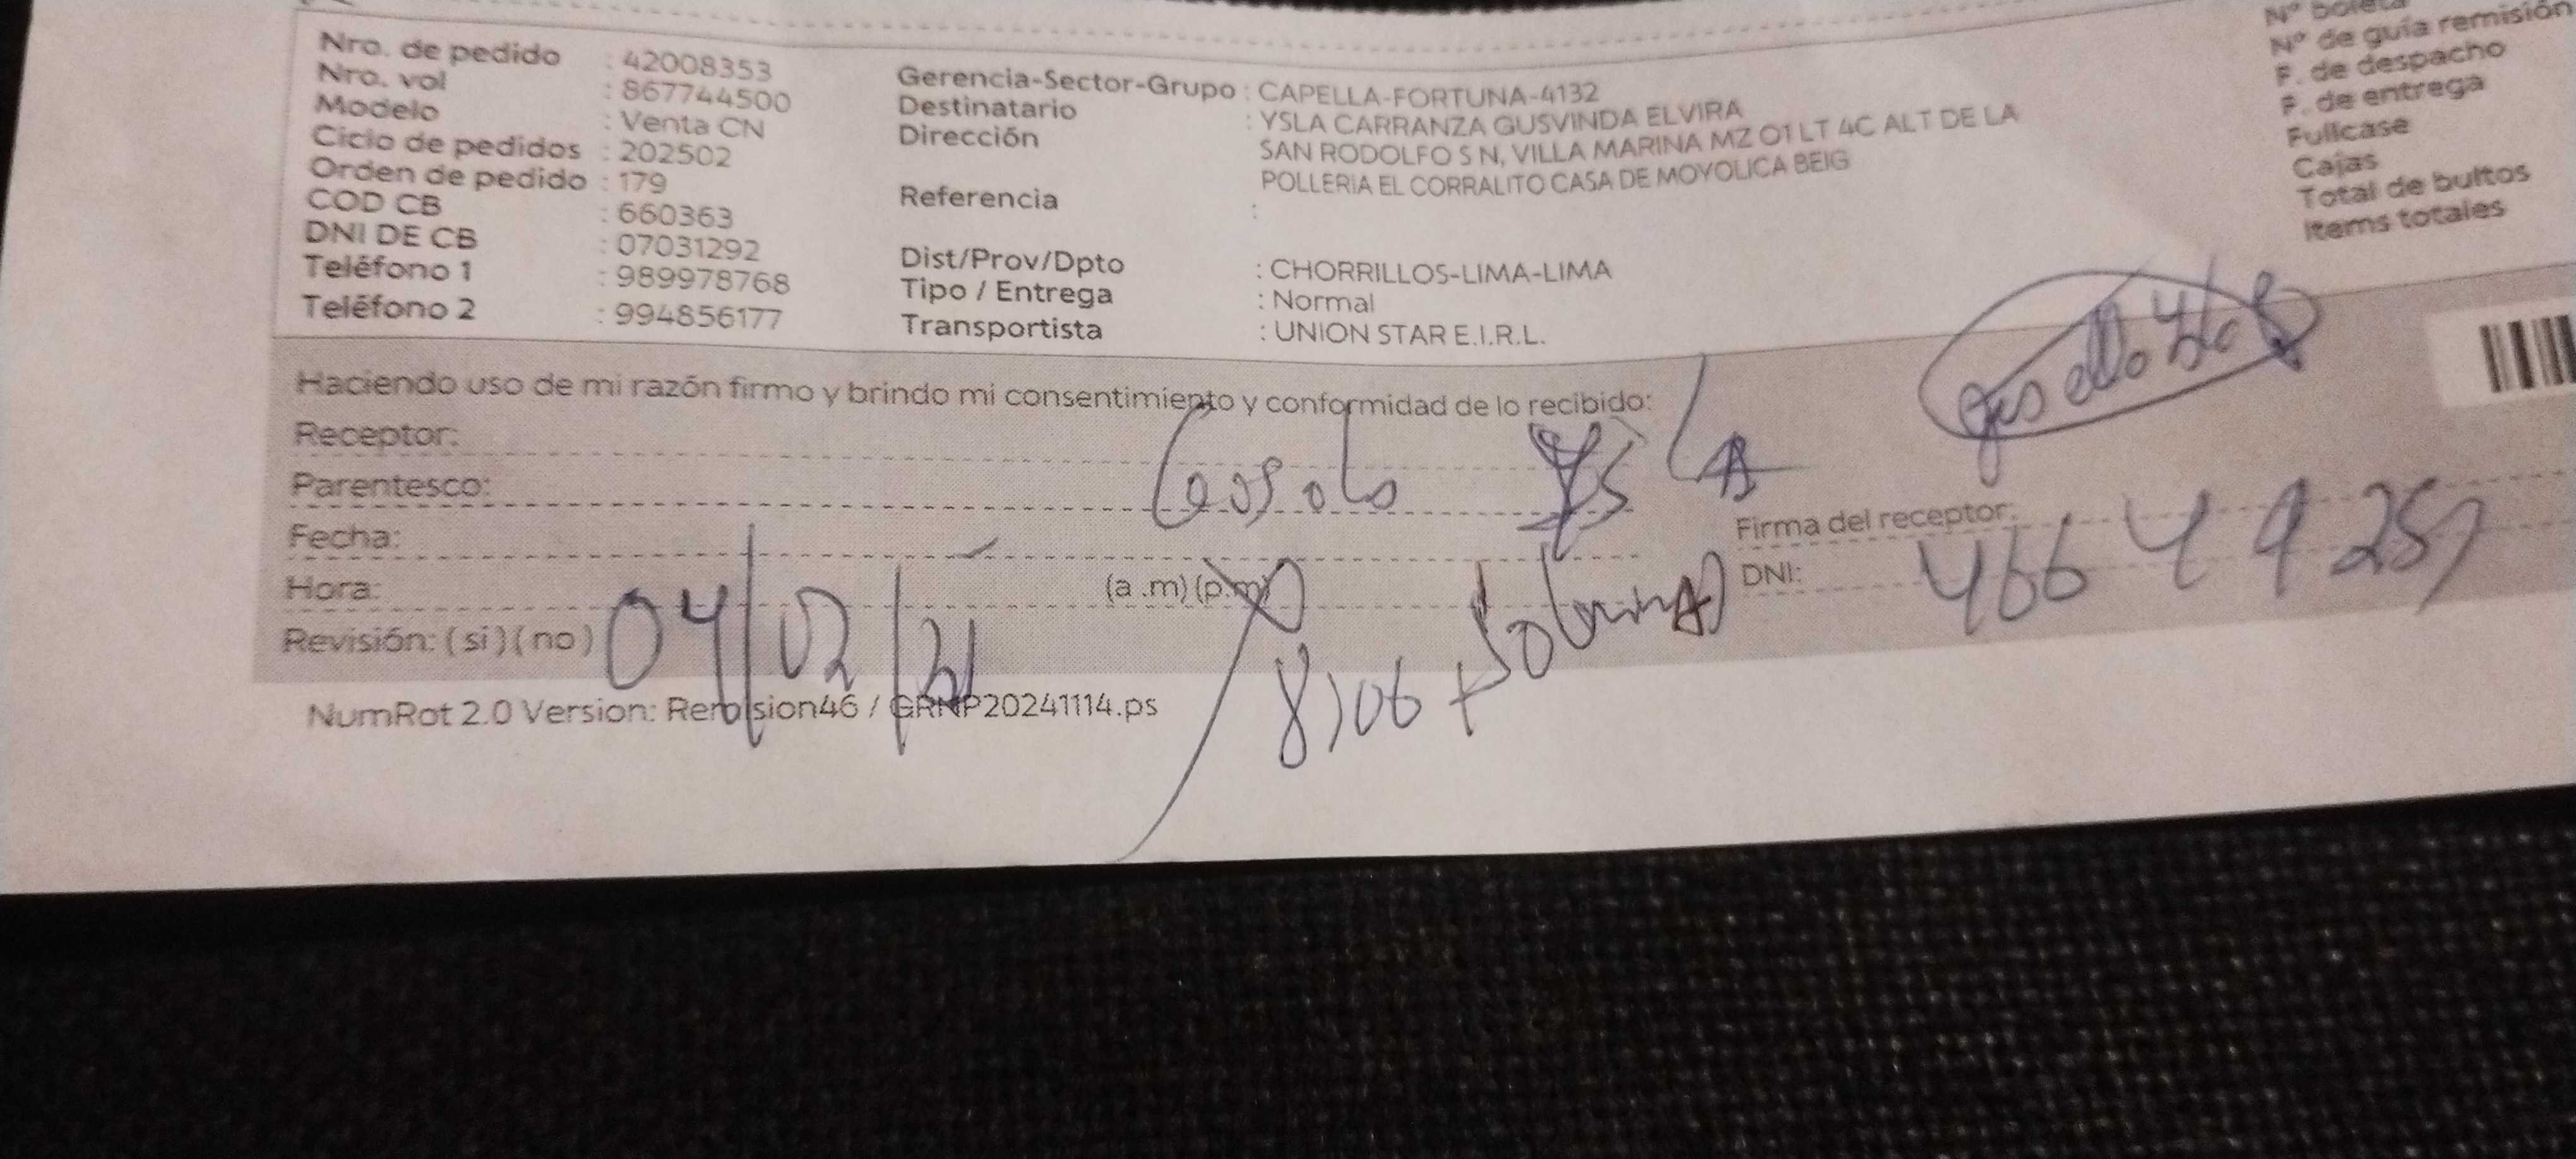 Nro. de pedido : 42008353
Nro. vol : 867744500
Modelo : Venta CN
Ciclo de pedidos : 202502
Orden de pedido : 179
COD CB : 660363
DNI DE CB : 07031292
Teléfono 1 : 989978768
Teléfono 2 : 994856177
Gerencia-Sector-Grupo : CAPELLA-FORTUNA-4132
Destinatario : YSLA CARRANZA GUSVINDA ELVIRA
Dirección SAN RODOLFO S N, VILLA MARINA MZ O1 LT 4C ALT DE LA
POLLERIA EL CORRALITO CASA DE MOYOLICA BEIG
Referencia :
Dist/Prov/Dpto : CHORRILLOS-LIMA-LIMA
Tipo / Entrega : Normal
Transportista : UNION STAR E.I.R.L.
N° boleta
N° de guía remisión
F. de despacho
F. de entrega
Fullcase
Cajas
Total de bultos
Items totales
Haciendo uso de mi razón firmo y brindo mi consentimiento y conformidad de lo recibido:
Receptor:
Parentesco: YslA
Fecha:
Hora: (a .m) (p.m)
Revisión: ( si ) ( no ) 04/02/
8:06
Firma del receptor:
DNI: 46649257
NumRot 2.0 Version: Remision46 / GRNP20241114.ps